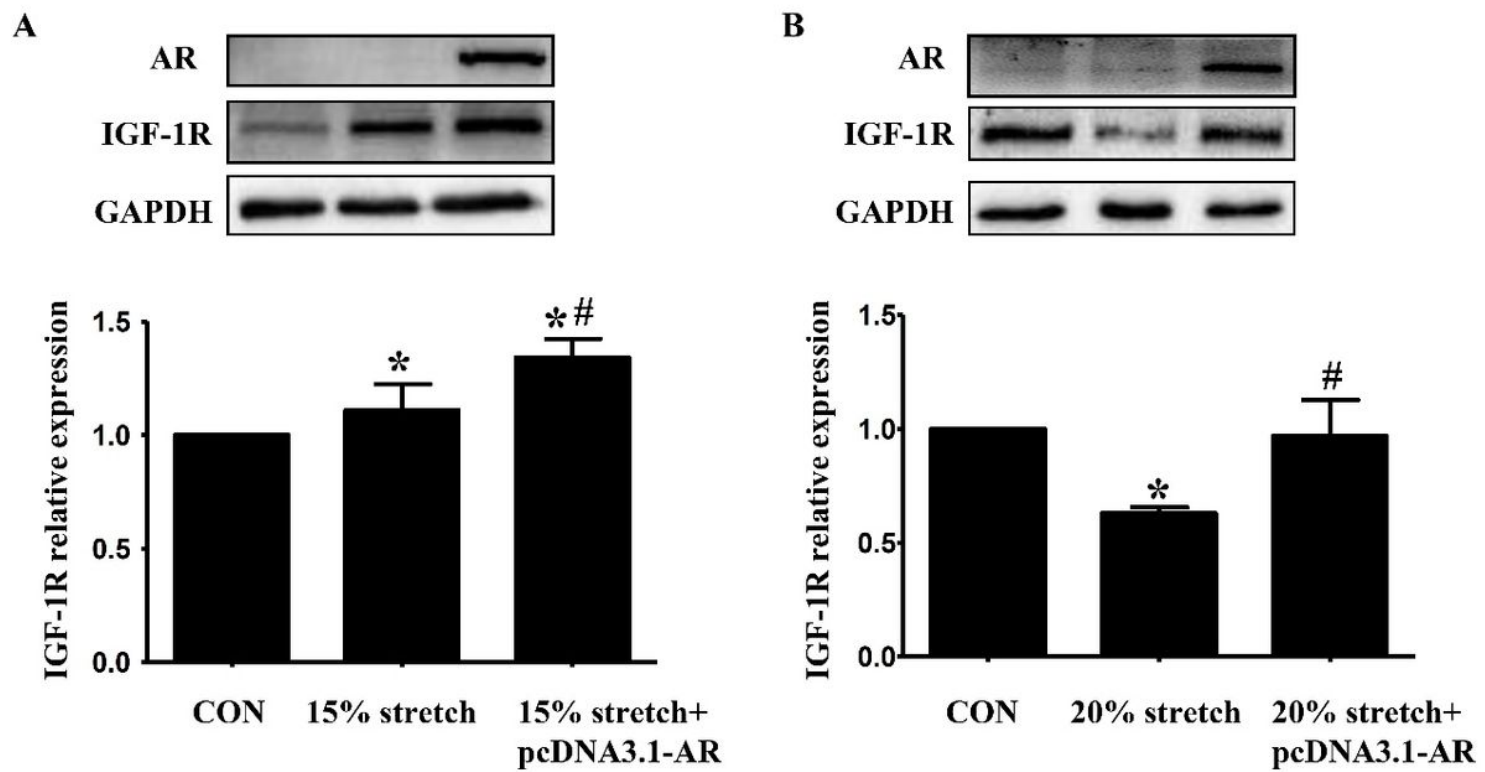 A
AR
IGF-1R
GAPDH
IGF-1R relative expression
1.5
1.0
0.5
0.0
*
* #
CON
15% stretch
15% stretch+
pcDNA3.1-AR
B
AR
IGF-1R
GAPDH
IGF-1R relative expression
1.5
1.0
0.5
0.0
*
#
CON
20% stretch
20% stretch+
pcDNA3.1-AR